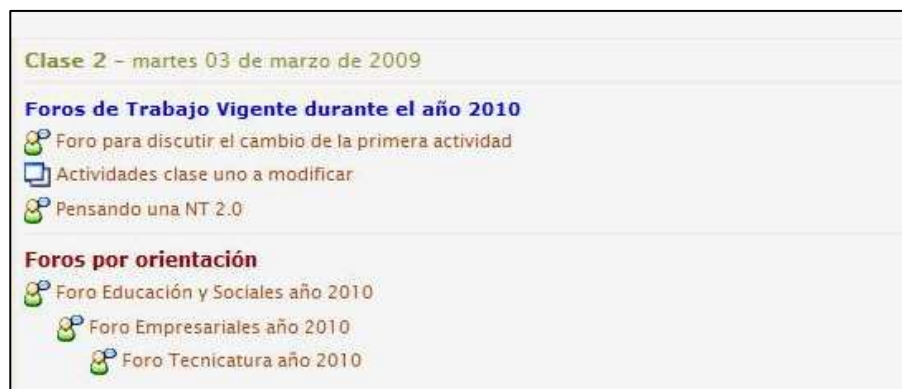 Clase 2 – martes 03 de marzo de 2009
Foros de Trabajo Vigente durante el año 2010
Foro para discutir el cambio de la primera actividad
Actividades clase uno a modificar
Pensando una NT 2.0
Foros por orientación
Foro Educación y Sociales año 2010
Foro Empresariales año 2010
Foro Tecnicatura año 2010